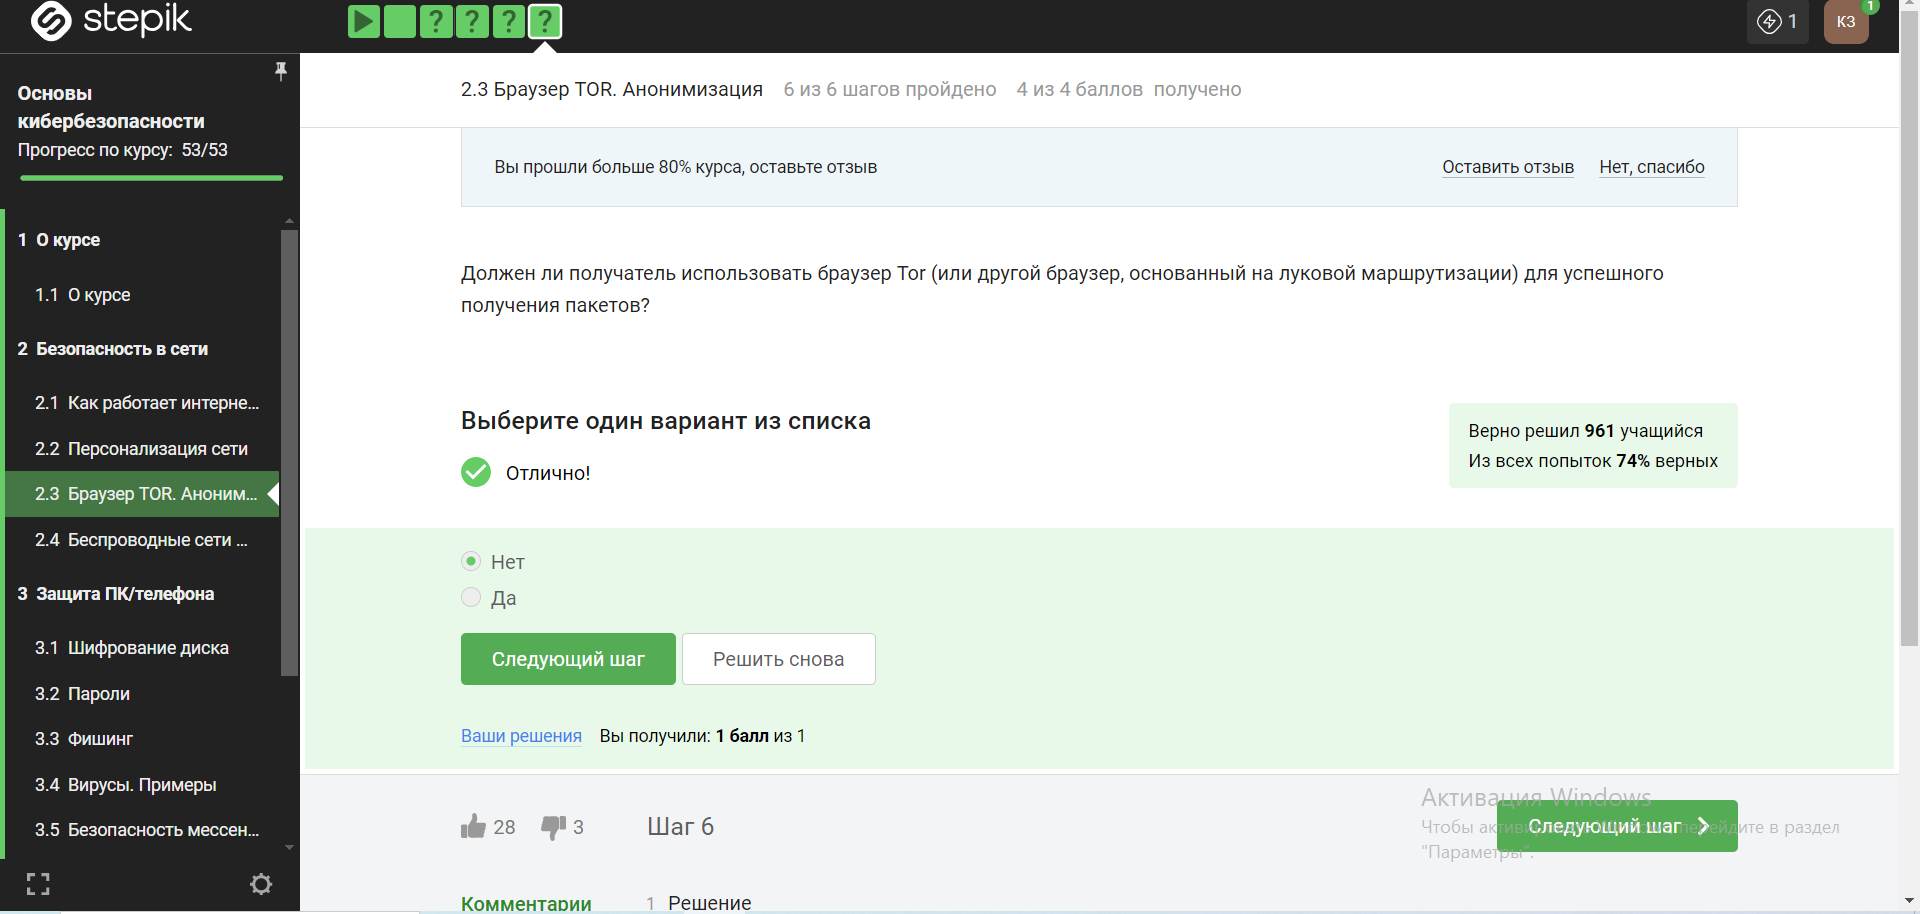 stepik
? ? ? ?
1
КЗ
1
Основы
кибербезопасности
Прогресс по курсу: 53/53
1 О курсе
1.1 О курсе
2 Безопасность в сети
2.1 Как работает интерне...
2.2 Персонализация сети
2.3 Браузер TOR. Аноним...
2.4 Беспроводные сети ...
3 Защита ПК/телефона
3.1 Шифрование диска
3.2 Пароли
3.3 Фишинг
3.4 Вирусы. Примеры
3.5 Безопасность мессен...
2.3 Браузер TOR. Анонимизация 6 из 6 шагов пройдено 4 из 4 баллов получено
Вы прошли больше 80% курса, оставьте отзыв Оставить отзыв Нет, спасибо
Должен ли получатель использовать браузер Tor (или другой браузер, основанный на луковой маршрутизации) для успешного
получения пакетов?
Выберите один вариант из списка
Отлично!
Верно решил 961 учащийся
Из всех попыток 74% верных
Нет
Да
Следующий шаг Решить снова
Ваши решения Вы получили: 1 балл из 1
28 3 Шаг 6
Следующий шаг
Активация Windows
Чтобы активировать Windows, перейдите в раздел
"Параметры".
Комментарии 1 Решение